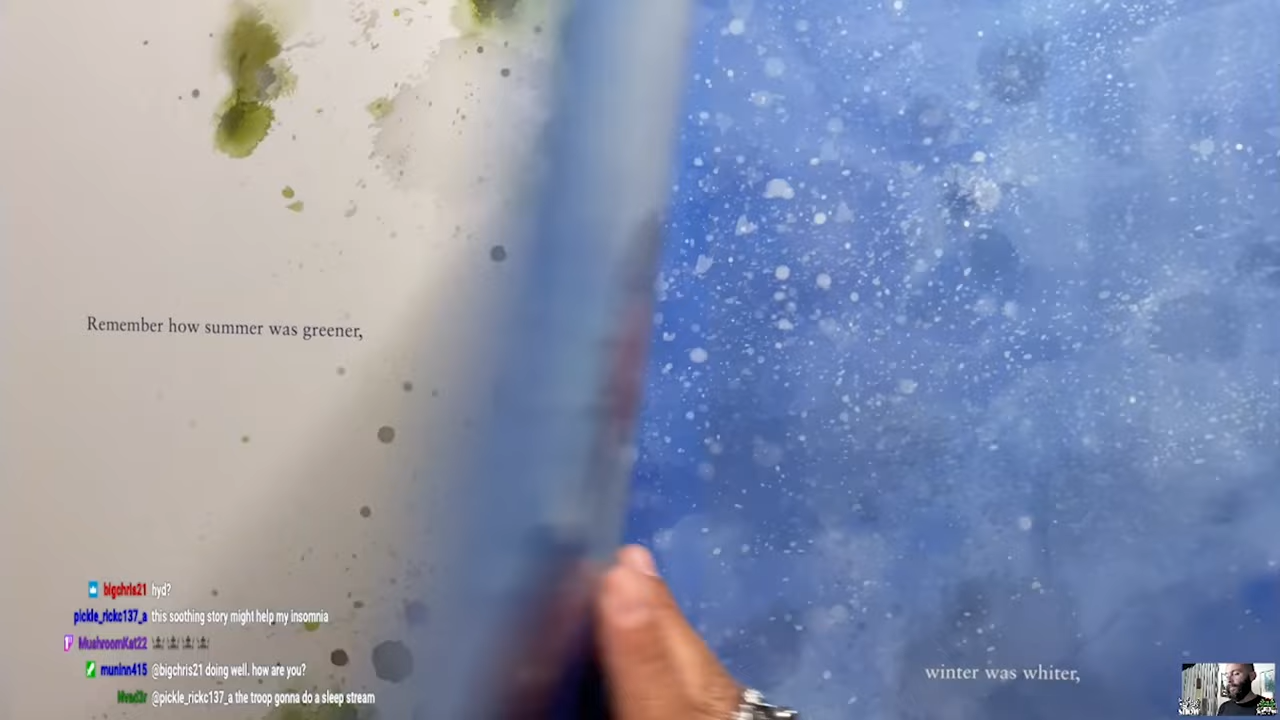 Remember how summer was greener,
winter was whiter,
bigchris21 hyd?
pickle_rickc137_a this soothing story might help my insomnia
MushroomKat22
muninn415 @bigchris21 doing well. how are you?
@pickle_rickc137_a the troop gonna do a sleep stream